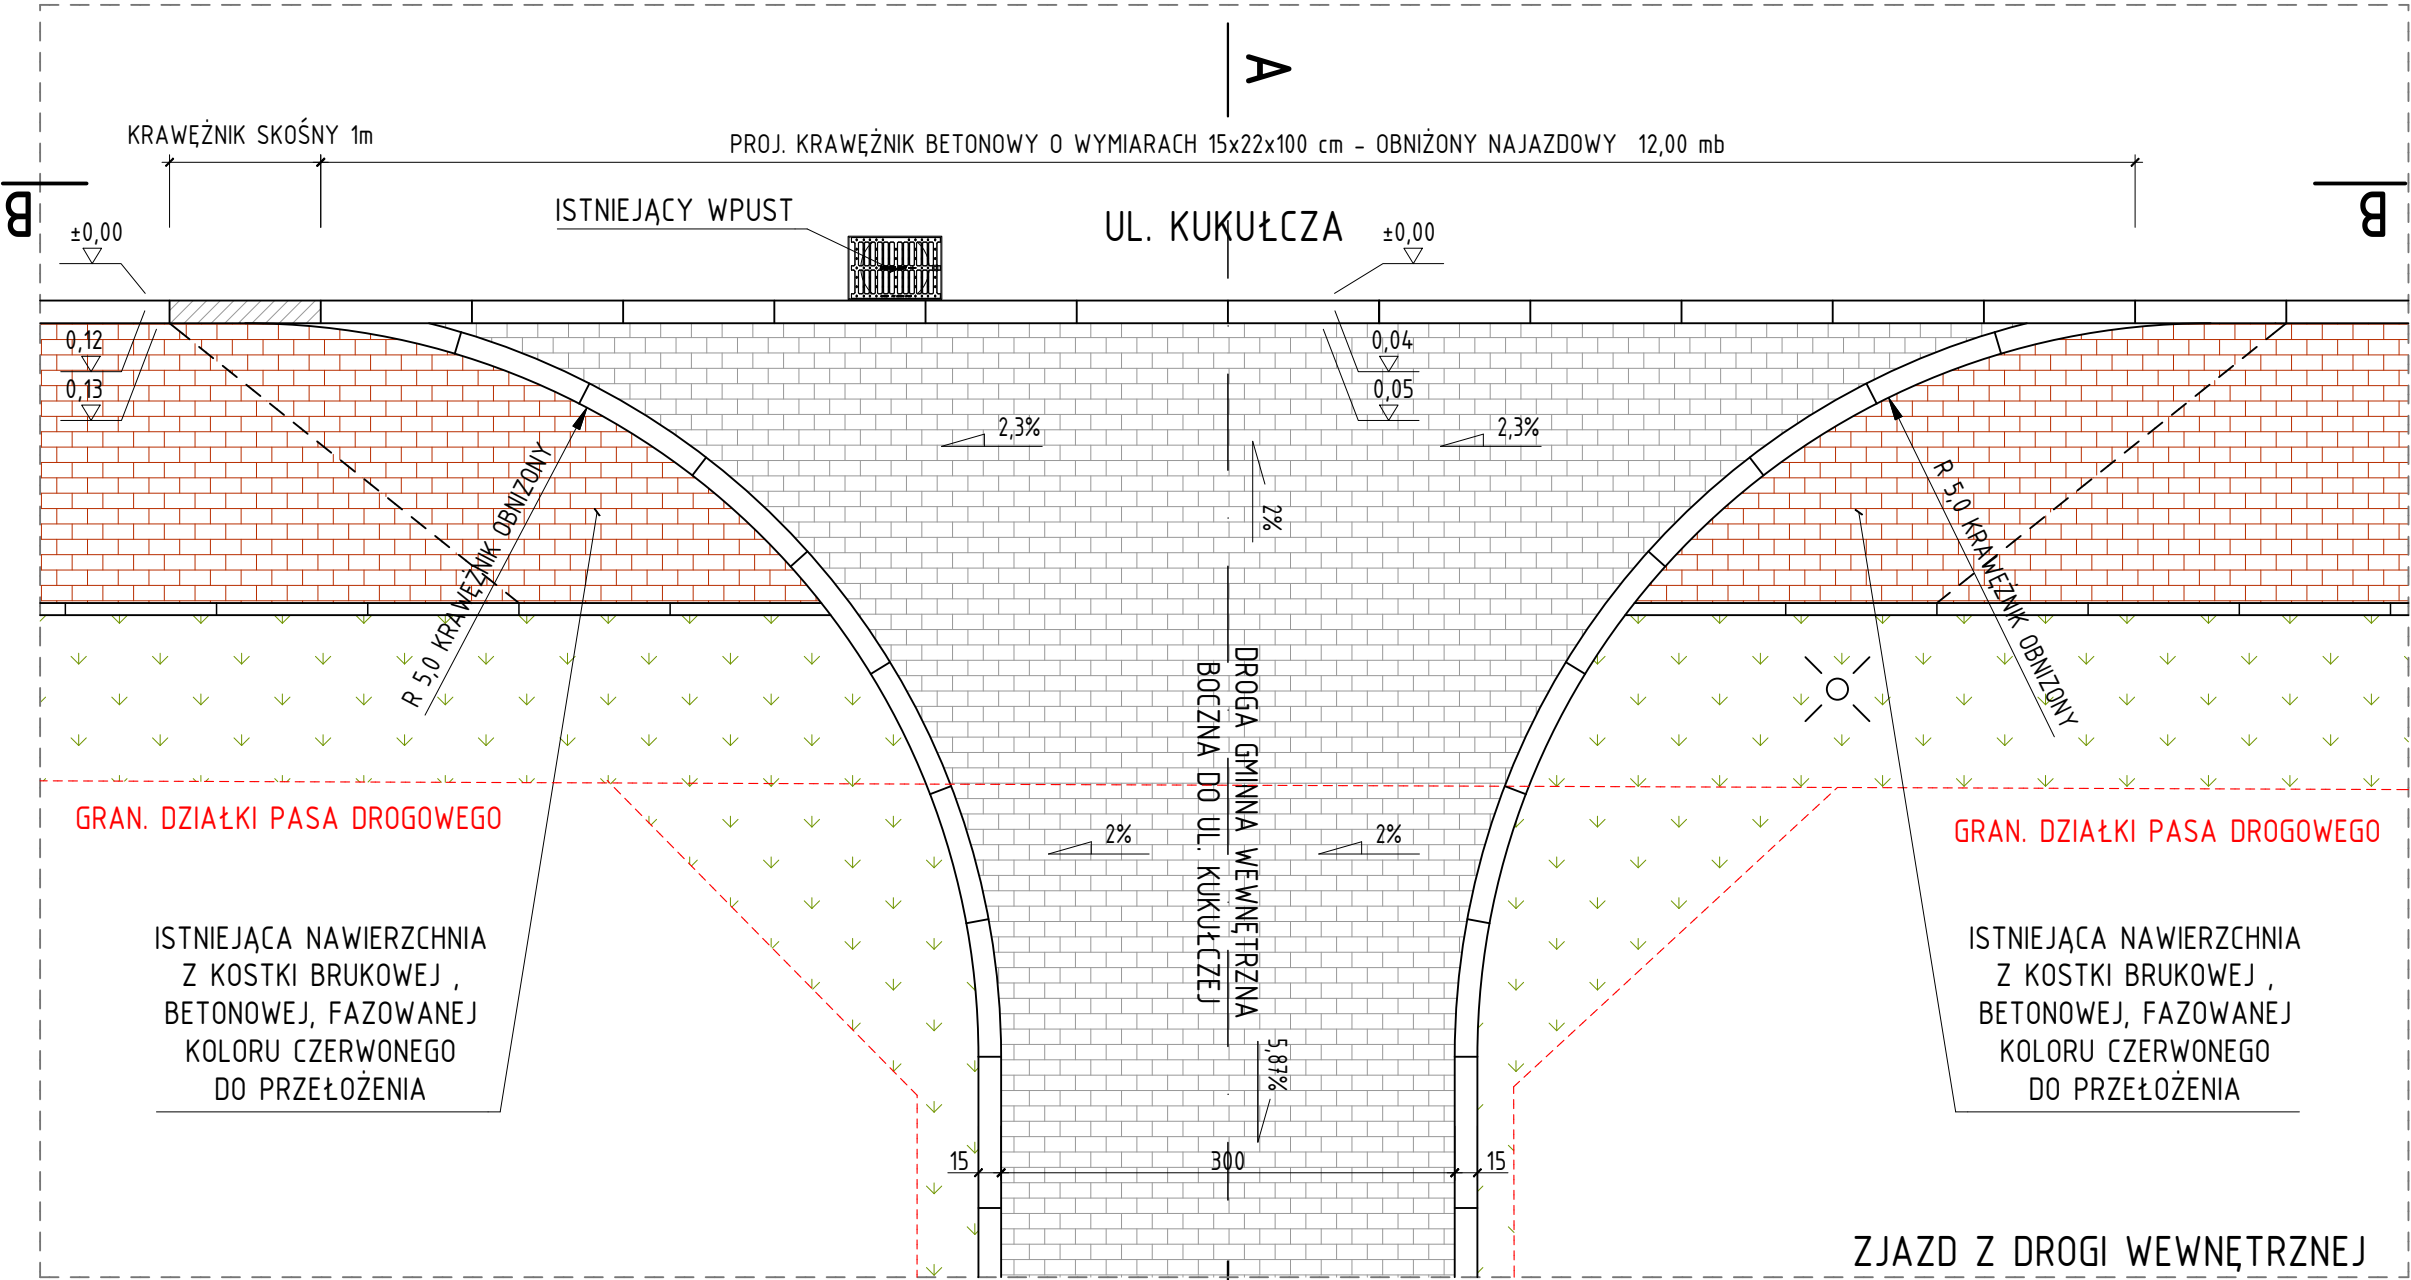 A
KRAWĘŻNIK SKOŚNY 1m
PROJ. KRAWĘŻNIK BETONOWY O WYMIARACH 15x22x100 cm - OBNIŻONY NAJAZDOWY 12,00 mb
B
B
ISTNIEJĄCY WPUST
UL. KUKUŁCZA
±0,00
±0,00
0,12
0,13
0,04
0,05
2,3%
2,3%
2%
R 5,0 KRAWĘŻNIK OBNIZONY
R 5,0 KRAWĘŻNIK OBNIZONY
DROGA GMINNA WEWNĘTRZNA
BOCZNA DO UL. KUKUŁCZEJ
GRAN. DZIAŁKI PASA DROGOWEGO
GRAN. DZIAŁKI PASA DROGOWEGO
2%
2%
ISTNIEJĄCA NAWIERZCHNIA
Z KOSTKI BRUKOWEJ ,
BETONOWEJ, FAZOWANEJ
KOLORU CZERWONEGO
DO PRZEŁOŻENIA
ISTNIEJĄCA NAWIERZCHNIA
Z KOSTKI BRUKOWEJ ,
BETONOWEJ, FAZOWANEJ
KOLORU CZERWONEGO
DO PRZEŁOŻENIA
5,87%
15
300
15
ZJAZD Z DROGI WEWNĘTRZNEJ